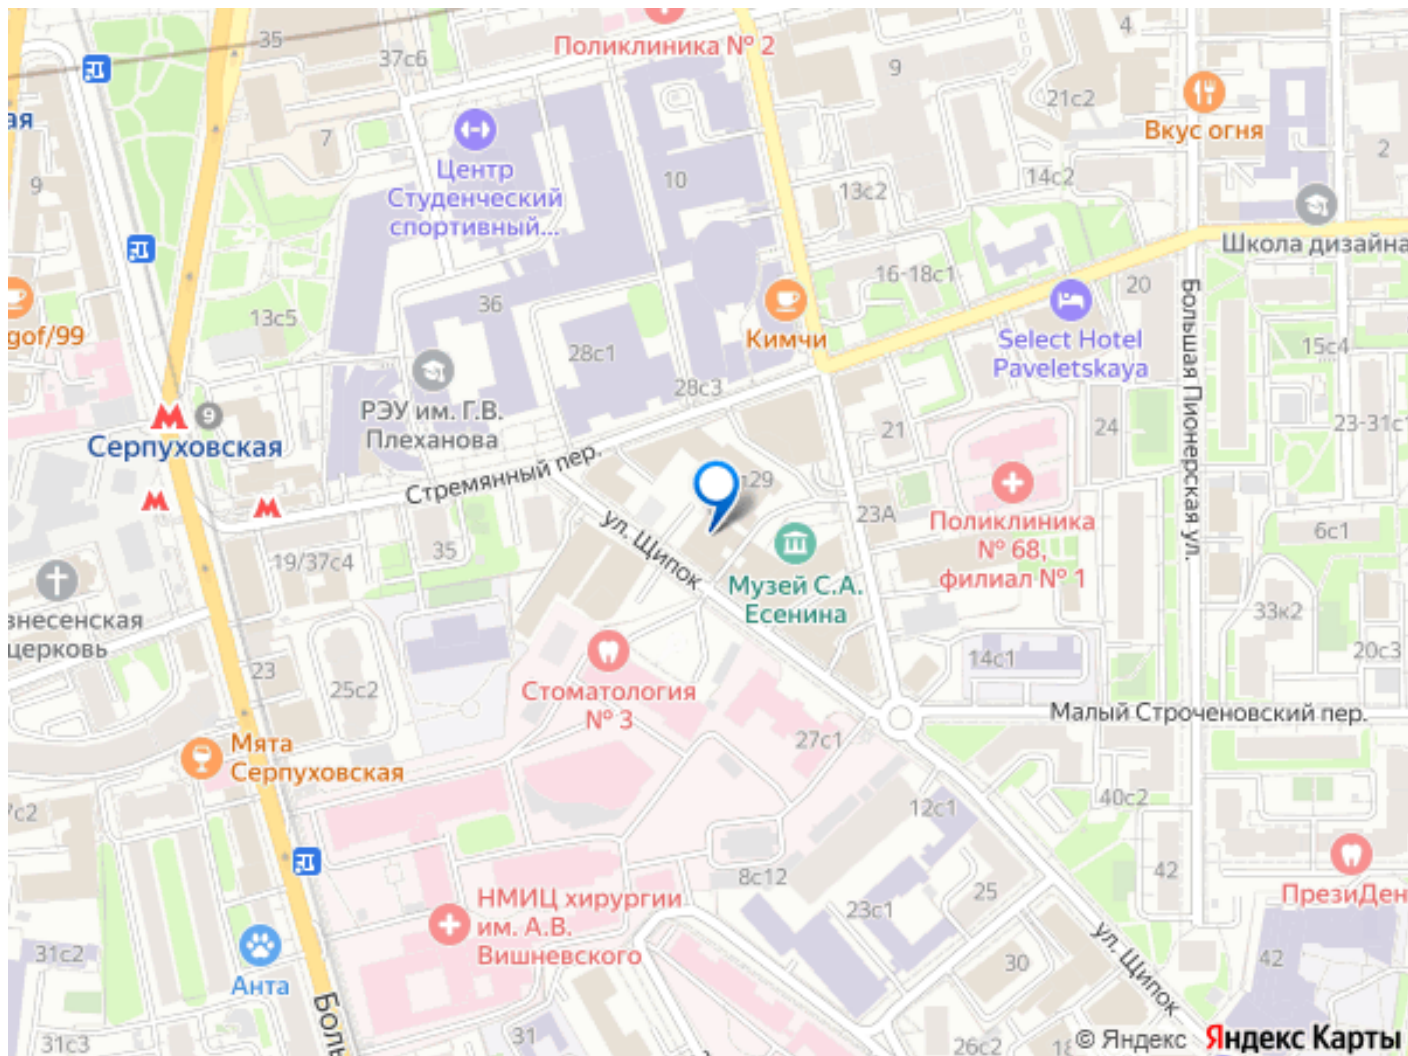 35
37с6
Поликлиника № 2
4
9
21с2
Вкус огня
2
ая
7
Центр
Студенческий
спортивный...
10
13с2
14с2
9
Школа дизайна
16-18с1
20
36
13с5
gof/99
Кимчи
Select Hotel
Paveletskaya
Большая Пионерская ул.
15с4
28с1
28с3
РЭУ им. Г.В.
Плеханова
9
Серпуховская
21
24
23-31с1
Стремянный пер.
29
23А
Поликлиника
№ 68,
филиал № 1
6с1
ул. Щипок
19/37с4
35
Музей С.А.
Есенина
знесенская
церковь
33к2
20с3
23
25с2
Стоматология
№ 3
14с1
Малый Строченовский пер.
27с1
Мята
Серпуховская
7с2
12с1
40с2
42
ПрезиДен
8с12
25
23с1
НМИЦ хирургии
им. А.В.
Вишневского
31с2
Анта
30
ул. Щипок
42
Боль
31
31с3
26с2
© Яндекс Яндекс Карты